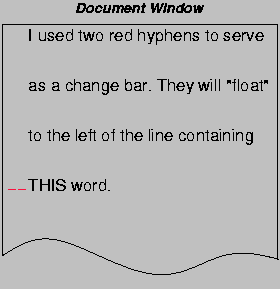 Document Window
I used two red hyphens to serve
as a change bar. They will "float"
to the left of the line containing
--THIS word.